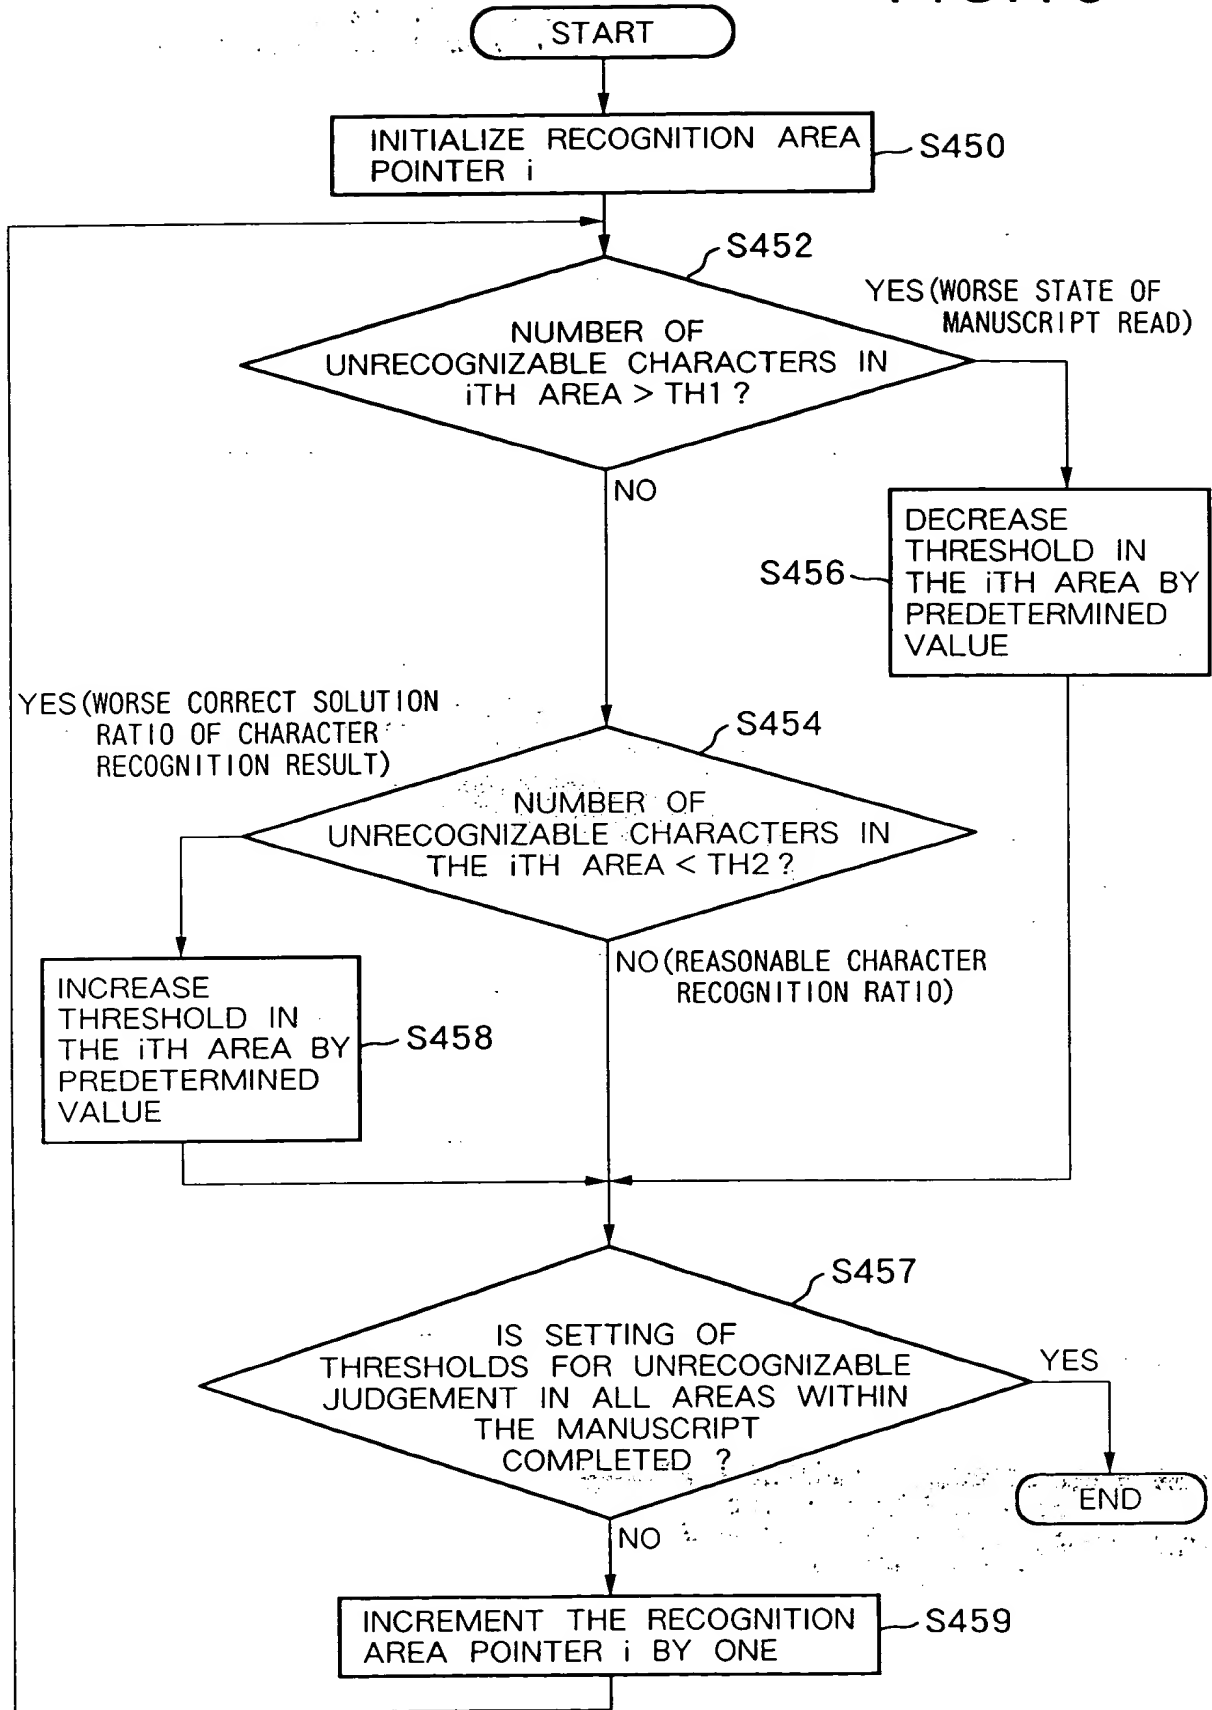 START
INITIALIZE RECOGNITION AREA
POINTER i
S450
S452
YES (WORSE STATE OF
MANUSCRIPT READ)
NUMBER OF
UNRECOGNIZABLE CHARACTERS IN
iTH AREA > TH1 ?
NO
DECREASE
THRESHOLD IN
THE iTH AREA BY
PREDETERMINED
VALUE
S456
YES (WORSE CORRECT SOLUTION
RATIO OF CHARACTER
RECOGNITION RESULT)
S454
NUMBER OF
UNRECOGNIZABLE CHARACTERS IN
THE iTH AREA < TH2 ?
NO (REASONABLE CHARACTER
RECOGNITION RATIO)
INCREASE
THRESHOLD IN
THE iTH AREA BY
PREDETERMINED
VALUE
S458
S457
IS SETTING OF
THRESHOLDS FOR UNRECOGNIZABLE
JUDGEMENT IN ALL AREAS WITHIN
THE MANUSCRIPT
COMPLETED ?
YES
END
NO
INCREMENT THE RECOGNITION
AREA POINTER i BY ONE
S459